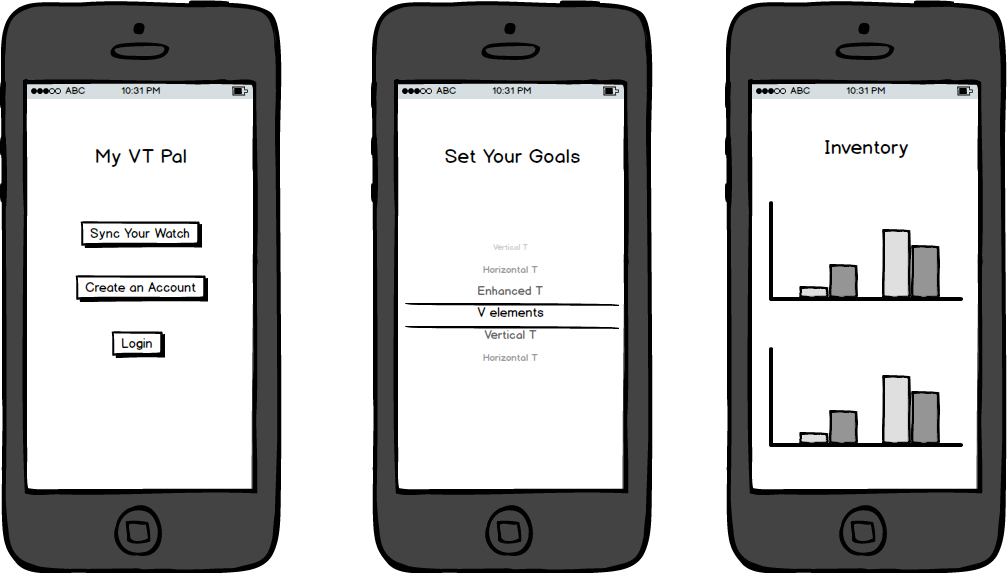 ABC 10:31 PM
My VT Pal
Sync Your Watch
Create an Account
Login
ABC 10:31 PM
Set Your Goals
Vertical T
Horizontal T
Enhanced T
V elements
Vertical T
Horizontal T
ABC 10:31 PM
Inventory